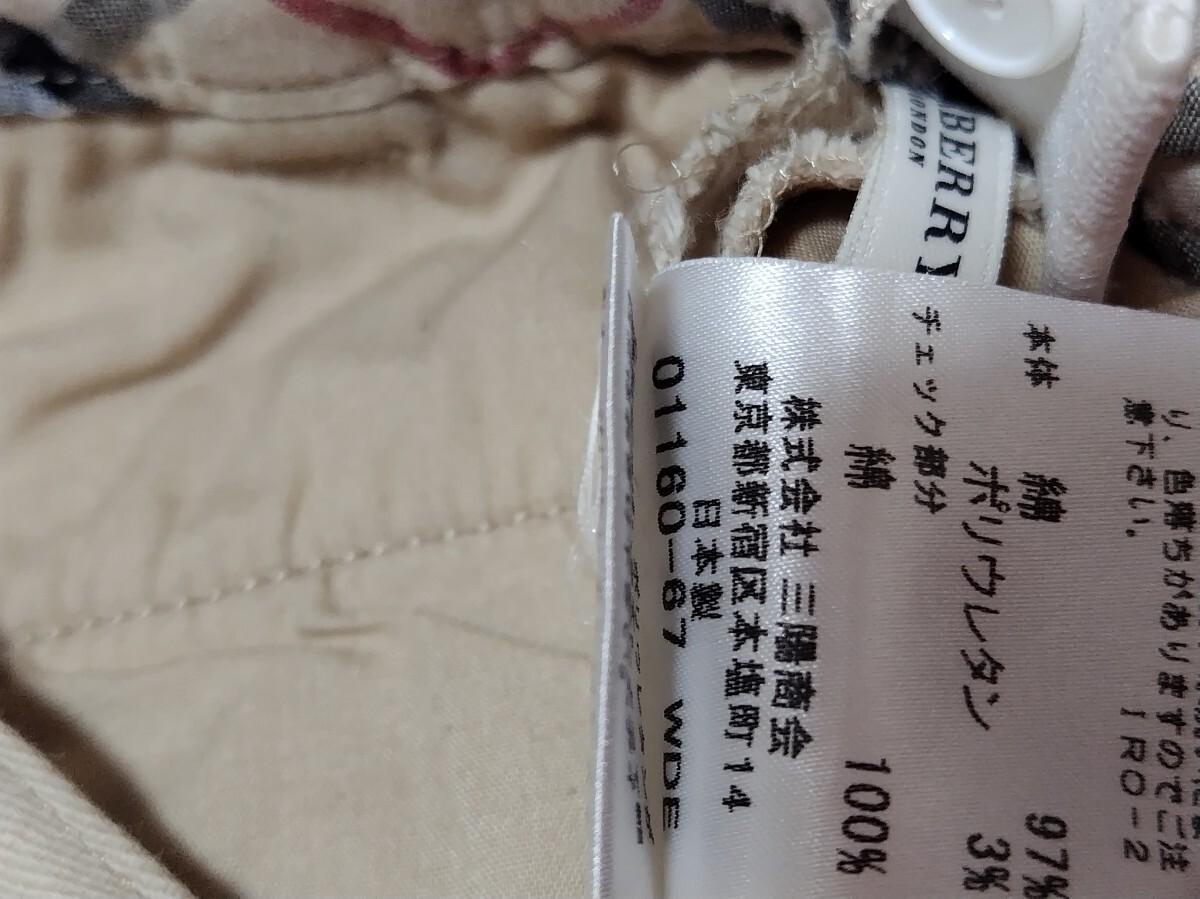 BERRY
LONDON
り、色落ちがありますのでご注
意下さい。
IRO-2
本体
綿 97%
ポリウレタン 3%
チェック部分
綿 100%
株式会社 三陽商会
東京都新宿区本塩町14
日本製
01160-67 WDE